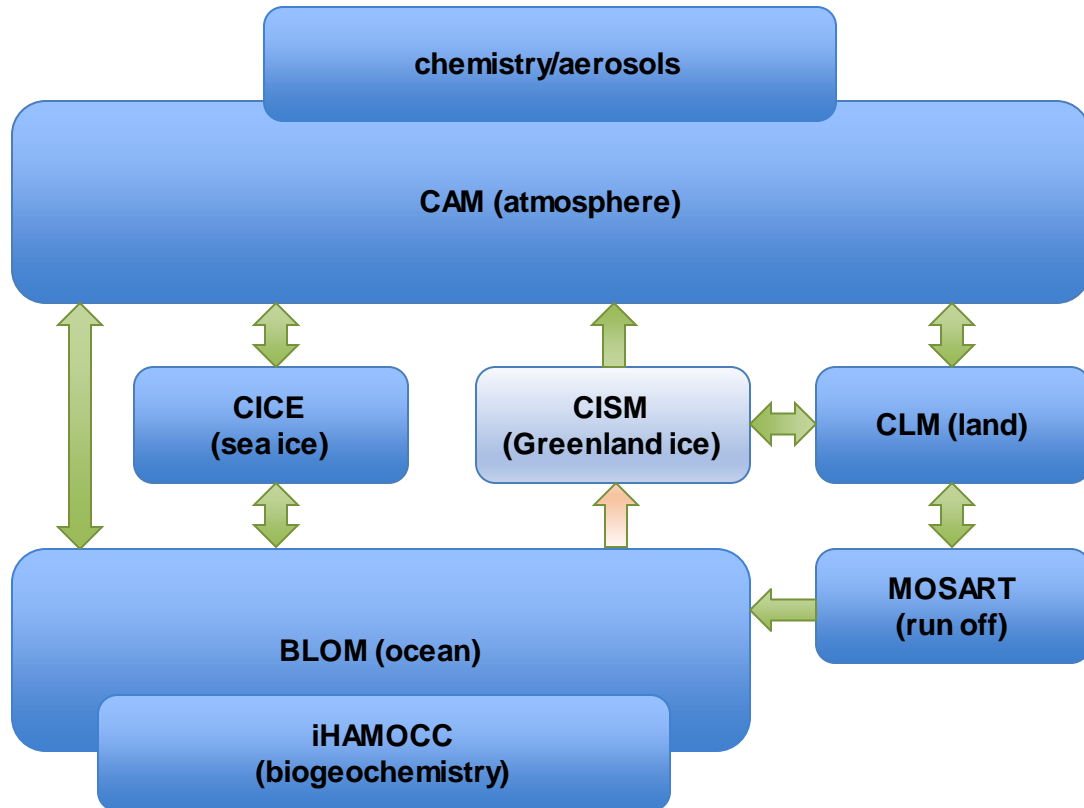 chemistry/aerosols
CAM (atmosphere)
CICE
(sea ice)
CISM
(Greenland ice)
CLM (land)
MOSART
(run off)
BLOM (ocean)
iHAMOCC
(biogeochemistry)